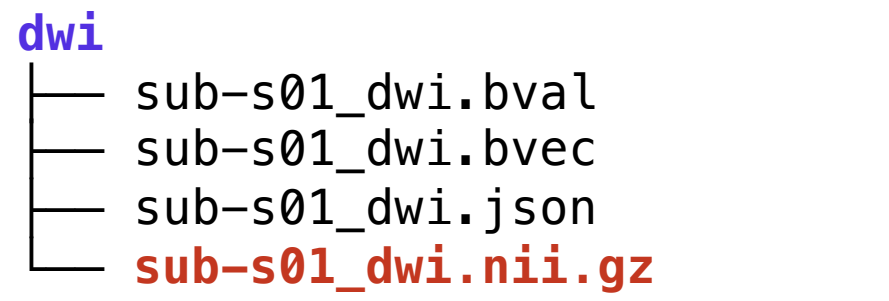 dwi
├── sub-s01_dwi.bval
├── sub-s01_dwi.bvec
├── sub-s01_dwi.json
└── sub-s01_dwi.nii.gz